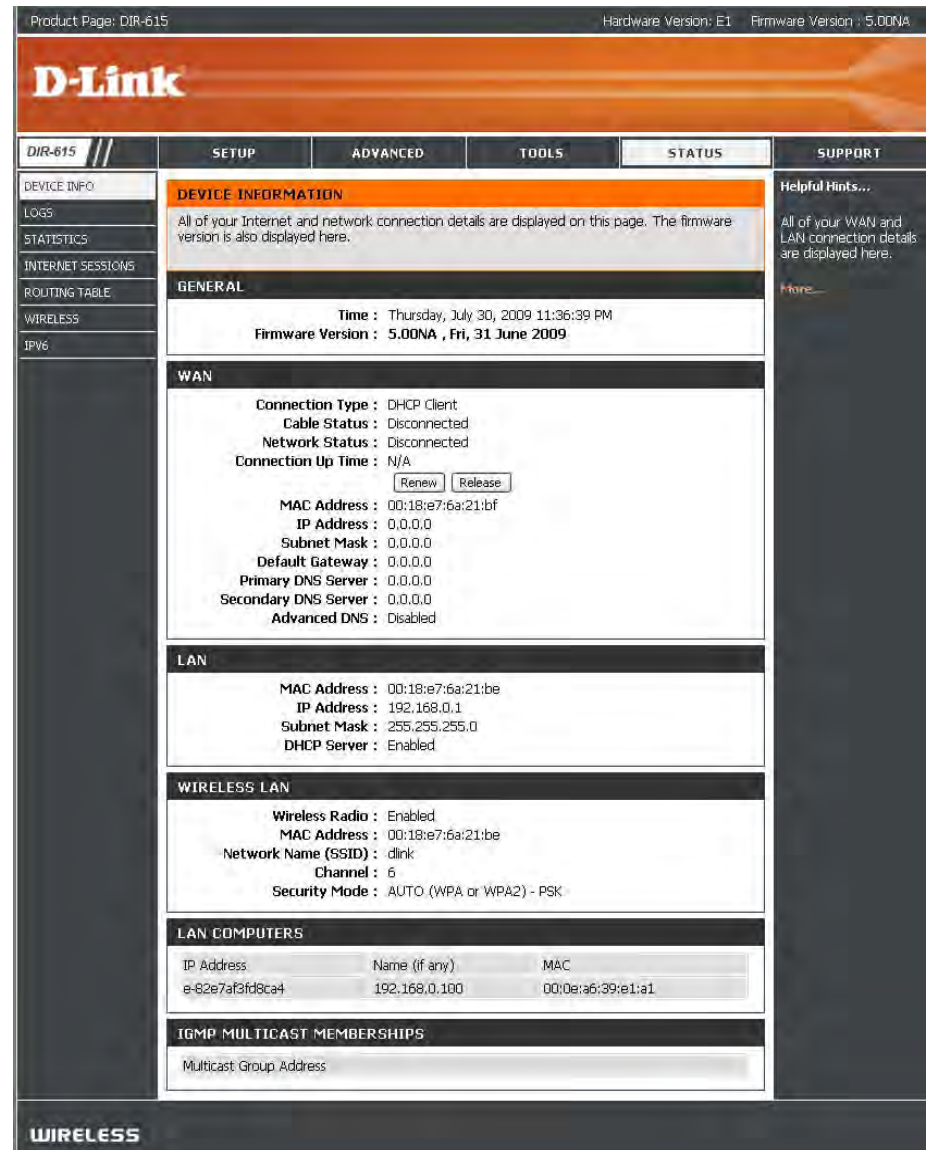 Product Page: DIR-615 Hardware Version: E1 Firmware Version : 5.00NA
D-Link
DIR-615 SETUP ADVANCED TOOLS STATUS SUPPORT
DEVICE INFO
LOGS
STATISTICS
INTERNET SESSIONS
ROUTING TABLE
WIRELESS
IPV6
DEVICE INFORMATION
All of your Internet and network connection details are displayed on this page. The firmware
version is also displayed here.
GENERAL
Time : Thursday, July 30, 2009 11:36:39 PM
Firmware Version : 5.00NA , Fri, 31 June 2009
WAN
Connection Type : DHCP Client
Cable Status : Disconnected
Network Status : Disconnected
Connection Up Time : N/A
Renew Release
MAC Address : 00:18:e7:6a:21:bf
IP Address : 0.0.0.0
Subnet Mask : 0.0.0.0
Default Gateway : 0.0.0.0
Primary DNS Server : 0.0.0.0
Secondary DNS Server : 0.0.0.0
Advanced DNS : Disabled
LAN
MAC Address : 00:18:e7:6a:21:be
IP Address : 192.168.0.1
Subnet Mask : 255.255.255.0
DHCP Server : Enabled
WIRELESS LAN
Wireless Radio : Enabled
MAC Address : 00:18:e7:6a:21:be
Network Name (SSID) : dlink
Channel : 6
Security Mode : AUTO (WPA or WPA2) - PSK
LAN COMPUTERS
IP Address Name (if any) MAC
e-82e7af3fd8ca4 192.168.0.100 00:0e:a6:39:e1:a1
IGMP MULTICAST MEMBERSHIPS
Multicast Group Address
Helpful Hints...
All of your WAN and
LAN connection details
are displayed here.
More...
WIRELESS